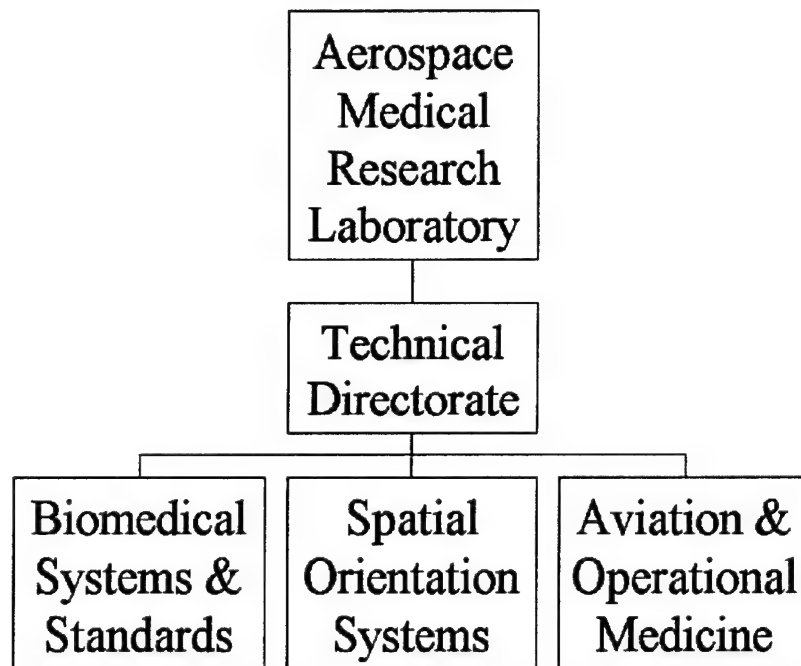 Aerospace
Medical
Research
Laboratory
Technical
Directorate
Biomedical
Systems &
Standards
Spatial
Orientation
Systems
Aviation &
Operational
Medicine